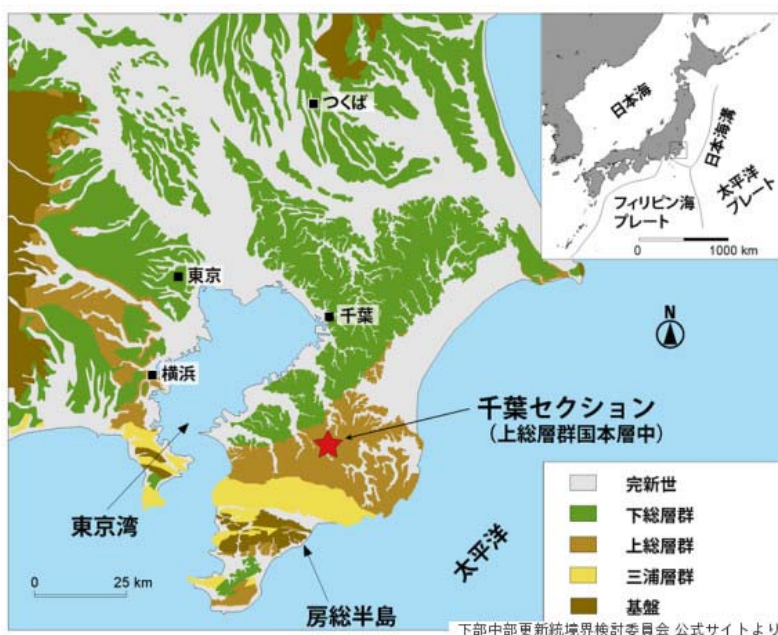 つくば
東京
千葉
横浜
千葉セクション
(上総層群国本層中)
東京湾
房総半島
太平洋
0 25 km
N
日本海
日本海溝
太平洋
プレート
フィリピン海
プレート
0 1000 km
完新世
下総層群
上総層群
三浦層群
基盤
下部中部更新統境界検討委員会 公式サイトより